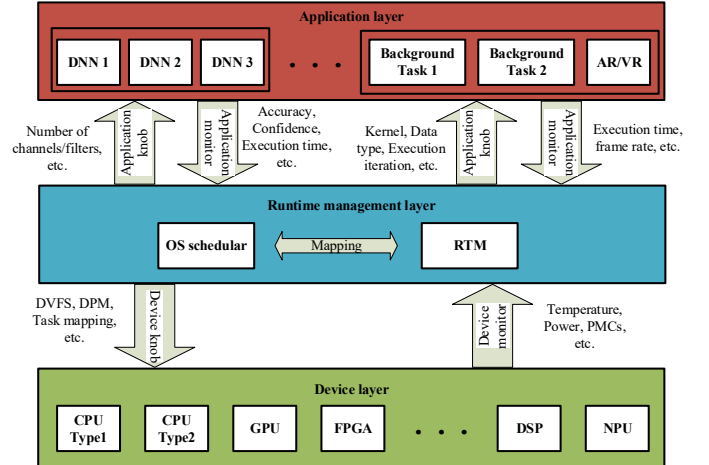 Application layer
DNN 1
DNN 2
DNN 3
. . .
Background
Task 1
Background
Task 2
AR/VR
Number of
channels/filters,
etc.
Application
knob
Application
monitor
Accuracy,
Confidence,
Execution time,
etc.
Kernel, Data
type, Execution
iteration, etc.
Application
knob
Application
monitor
Execution time,
frame rate, etc.
Runtime management layer
OS schedular
Mapping
RTM
DVFS, DPM,
Task mapping,
etc.
Device knob
Device
monitor
Temperature,
Power, PMCs,
etc.
Device layer
CPU
Type1
CPU
Type2
GPU
FPGA
. . .
DSP
NPU